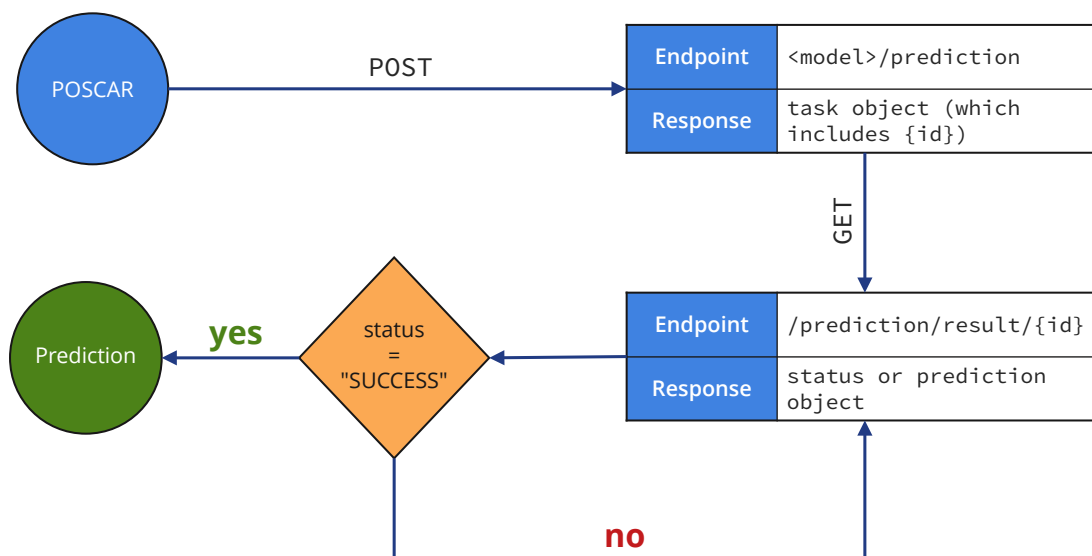 POSCAR
POST
Endpoint
<model>/prediction
Response
task object (which
includes {id})
GET
Endpoint
/prediction/result/{id}
Response
status or prediction
object
status
=
"SUCCESS"
yes
Prediction
no